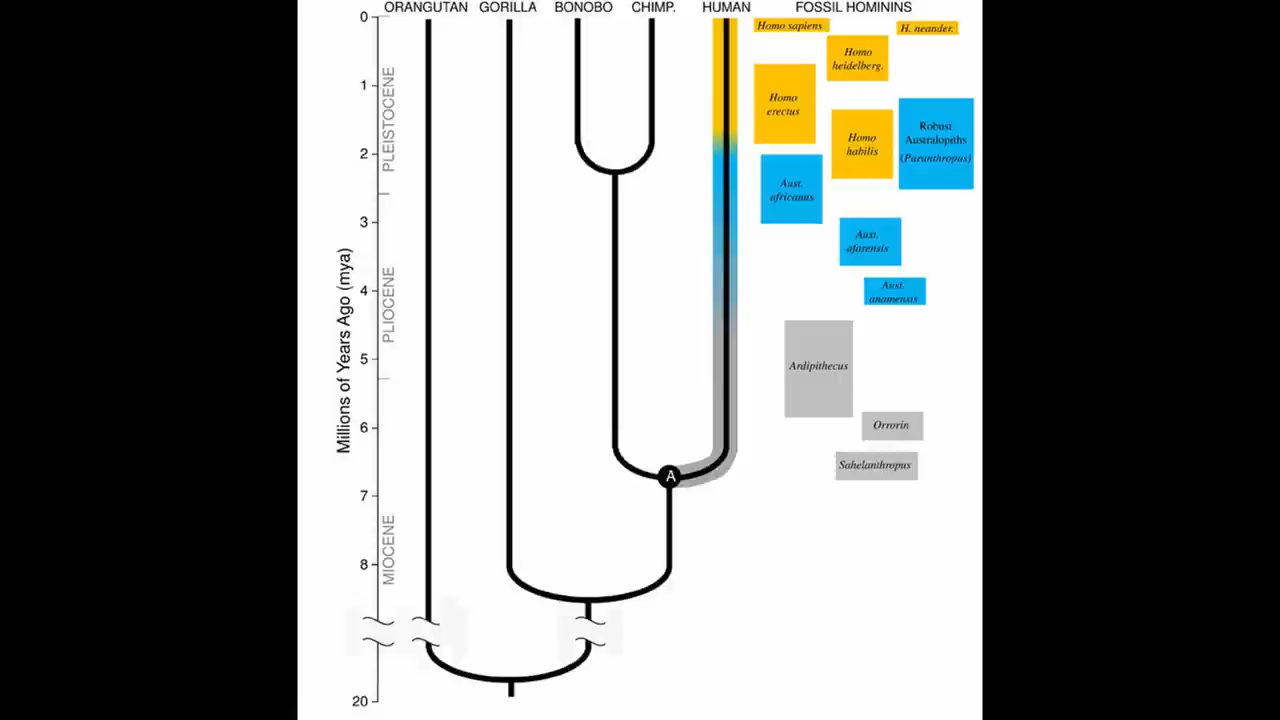 ORANGUTAN GORILLA BONOBO CHIMP. HUMAN FOSSIL HOMININS
0
1
2
3
4
5
6
7
8
20
Millions of Years Ago (mya)
PLEISTOCENE
PLIOCENE
MIOCENE
A
Homo sapiens
H. neander.
Homo
heidelberg.
Homo
erectus
Homo
habilis
Robust
Australopiths
(Paranthropus)
Aust.
africanus
Aust.
afarensis
Aust.
anamensis
Ardipithecus
Orrorin
Sahelanthropus